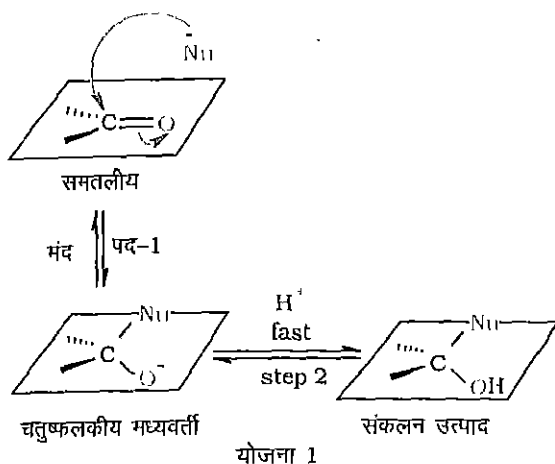 Nu
C=O
समतलीय
मंद पद-1
Nu
C
O⁻
चतुष्फलकीय मध्यवर्ती
H⁺
fast
step 2
Nu
C
OH
संकलन उत्पाद
योजना 1